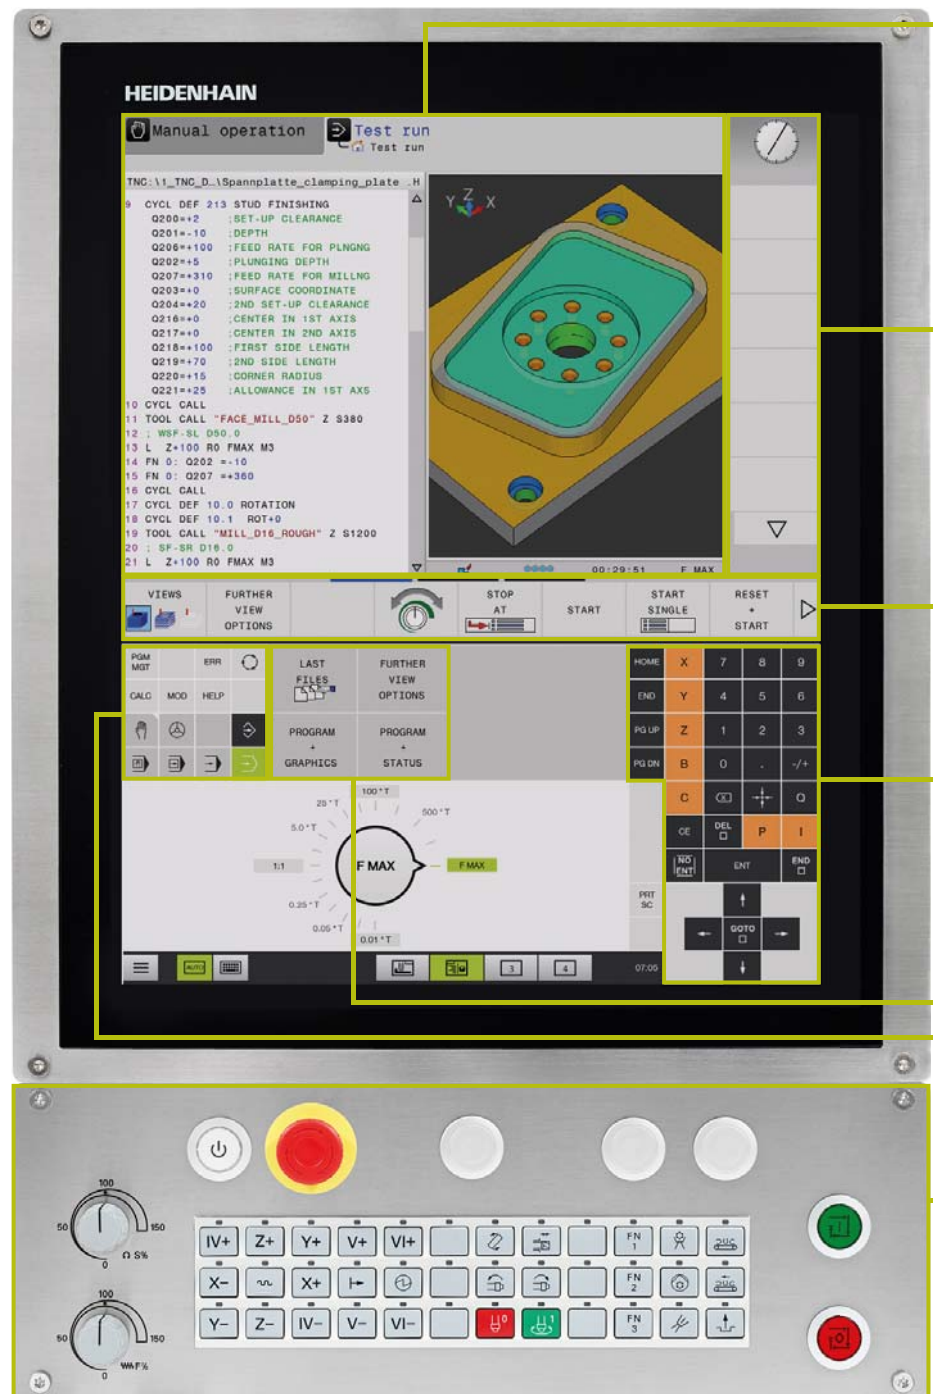 HEIDENHAIN
Manual operation
Test run
Test run
TNC:\1_TNC_D…\Spannplatte_clamping_plate .H
9 CYCL DEF 213 STUD FINISHING
Q200=+2 ;SET-UP CLEARANCE
Q201=-10 ;DEPTH
Q206=+100 ;FEED RATE FOR PLNGNG
Q202=+5 ;PLUNGING DEPTH
Q207=+310 ;FEED RATE FOR MILLNG
Q203=+0 ;SURFACE COORDINATE
Q204=+20 ;2ND SET-UP CLEARANCE
Q216=+0 ;CENTER IN 1ST AXIS
Q217=+0 ;CENTER IN 2ND AXIS
Q218=+100 ;FIRST SIDE LENGTH
Q219=+70 ;2ND SIDE LENGTH
Q220=+15 ;CORNER RADIUS
Q221=+25 ;ALLOWANCE IN 1ST AXS
10 CYCL CALL
11 TOOL CALL "FACE_MILL_D50" Z S380
12 ; WSF-SL D50.0
13 L Z+100 R0 FMAX M3
14 FN 0: Q202 =-10
15 FN 0: Q207 =+360
16 CYCL CALL
17 CYCL DEF 10.0 ROTATION
18 CYCL DEF 10.1 ROT+0
19 TOOL CALL "MILL_D16_ROUGH" Z S1200
20 ; SF-SR D16.0
21 L Z+100 R0 FMAX M3
Y Z X
00:29:51 F MAX
VIEWS
FURTHER
VIEW
OPTIONS
STOP
AT
START
START
SINGLE
RESET
+
START
PGM
MGT
ERR
CALC MOD HELP
LAST
FILES
FURTHER
VIEW
OPTIONS
PROGRAM
+
GRAPHICS
PROGRAM
+
STATUS
HOME X 7 8 9
END Y 4 5 6
PG UP Z 1 2 3
PG DN B 0 . -/+
C Q
CE DEL P I
NO
ENT
ENT
END
GOTO
100 * T
25 * T
500 * T
5.0 * T
1:1
F MAX
F MAX
0.25 * T
0.05 * T
0.01 * T
PRT
SC
AUTO
3
4
07:05
100
50
150
0
S%
100
50
150
0
F%
IV+ Z+ Y+ V+ VI+ FN 1
X- X+ FN 2
Y- Z- IV- V- VI- 0 1 FN 3